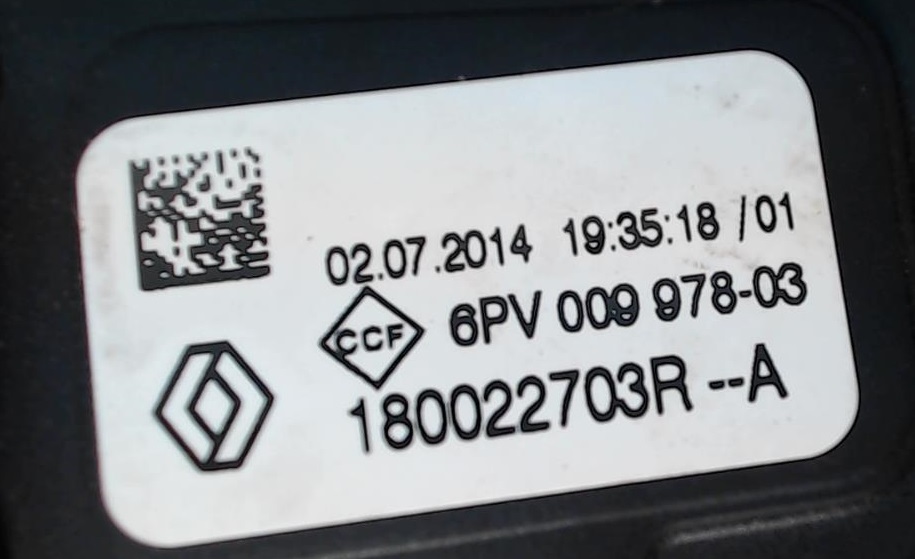 02.07.2014 19:35:18 /01
CCF 6PV 009 978-03
180022703R --A